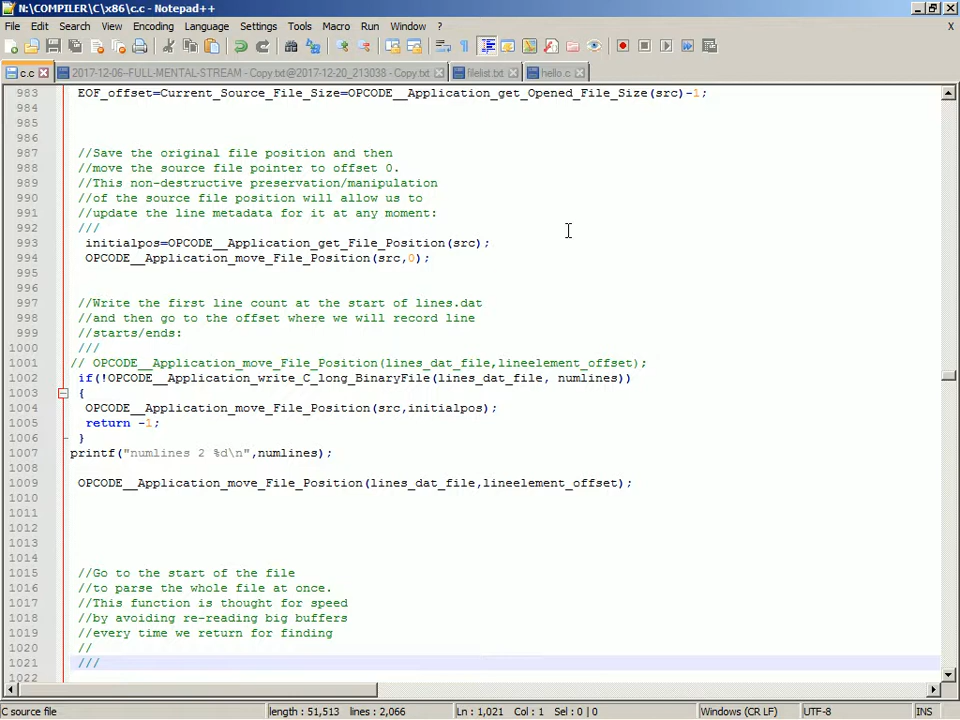 N:\COMPILER\C\x86\c.c - Notepad++
File Edit Search View Encoding Language Settings Tools Macro Run Window ? X
c.c 2017-12-06--FULL-MENTAL-STREAM - Copy.txt@2017-12-20_213038 - Copy.txt filelist.txt hello.c
983 EOF_offset=Current_Source_File_Size=OPCODE__Application_get_Opened_File_Size(src)-1;
984
985
986
987 //Save the original file position and then
988 //move the source file pointer to offset 0.
989 //This non-destructive preservation/manipulation
990 //of the source file position will allow us to
991 //update the line metadata for it at any moment:
992 ///
993 initialpos=OPCODE__Application_get_File_Position(src);
994 OPCODE__Application_move_File_Position(src,0);
995
996
997 //Write the first line count at the start of lines.dat
998 //and then go to the offset where we will record line
999 //starts/ends:
1000 ///
1001 // OPCODE__Application_move_File_Position(lines_dat_file,lineelement_offset);
1002 if(!OPCODE__Application_write_C_long_BinaryFile(lines_dat_file, numlines))
1003 {
1004 OPCODE__Application_move_File_Position(src,initialpos);
1005 return -1;
1006 }
1007 printf("numlines 2 %d\n",numlines);
1008
1009 OPCODE__Application_move_File_Position(lines_dat_file,lineelement_offset);
1010
1011
1012
1013
1014
1015 //Go to the start of the file
1016 //to parse the whole file at once.
1017 //This function is thought for speed
1018 //by avoiding re-reading big buffers
1019 //every time we return for finding
1020 //
1021 ///
1022
C source file length : 51,513 lines : 2,066 Ln : 1,021 Col : 1 Sel : 0 | 0 Windows (CR LF) UTF-8 INS